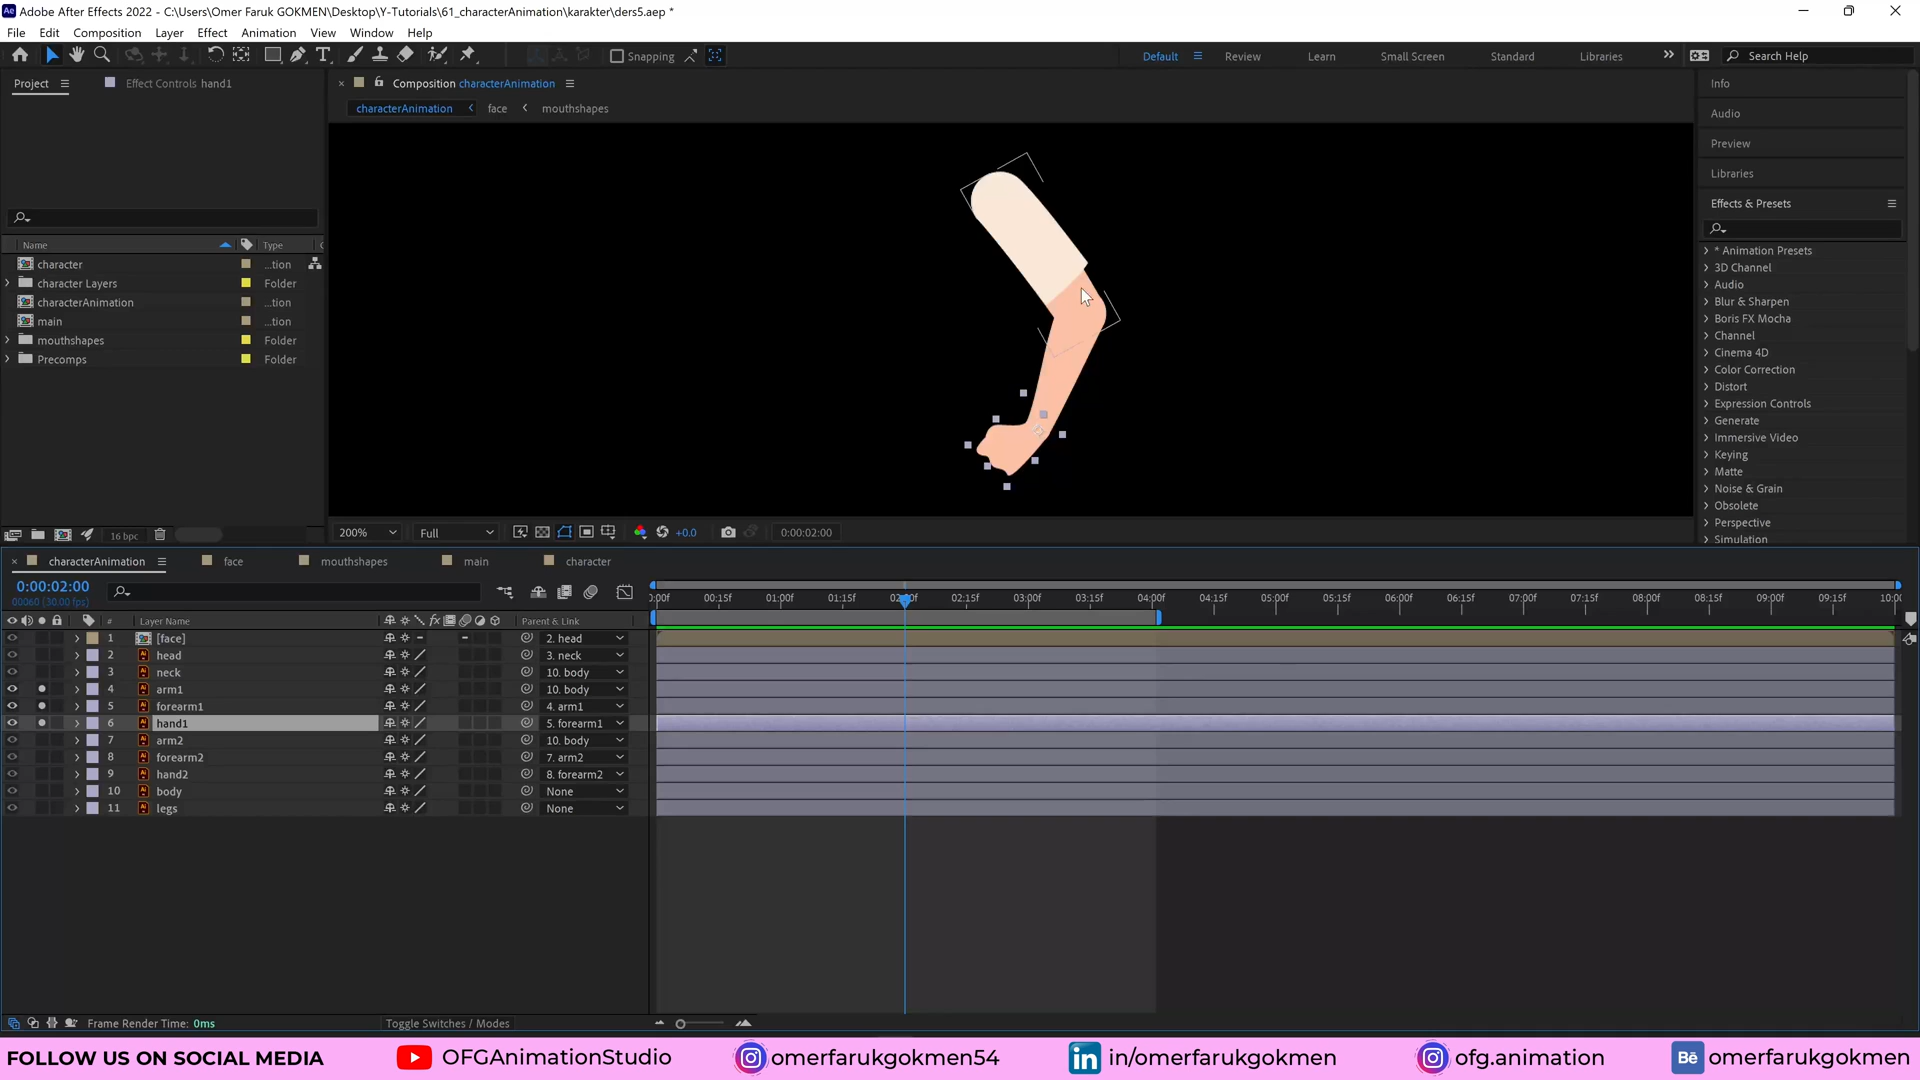 Adobe After Effects 2022 - C:\Users\Omer Faruk GOKMEN\Desktop\Y-Tutorials\61_characterAnimation\karakter\ders5.aep *
File Edit Composition Layer Effect Animation View Window Help
Snapping Default Review Learn Small Screen Standard Libraries Search Help
Project Effect Controls hand1
Composition characterAnimation
characterAnimation face mouthshapes
Name Type
character ...tion
character Layers Folder
characterAnimation ...tion
main ...tion
mouthshapes Folder
Precomps Folder
16 bpc
200% Full +0.0 0:00:02:00
Info
Audio
Preview
Libraries
Effects & Presets
* Animation Presets
3D Channel
Audio
Blur & Sharpen
Boris FX Mocha
Channel
Cinema 4D
Color Correction
Distort
Expression Controls
Generate
Immersive Video
Keying
Matte
Noise & Grain
Obsolete
Perspective
Simulation
characterAnimation face mouthshapes main character
0:00:02:00
00060 (30.00 fps)
0:00f 00:15f 01:00f 01:15f 02:00f 02:15f 03:00f 03:15f 04:00f 04:15f 05:00f 05:15f 06:00f 06:15f 07:00f 07:15f 08:00f 08:15f 09:00f 09:15f 10:0
# Layer Name Parent & Link
1 [face] 2. head
2 head 3. neck
3 neck 10. body
4 arm1 10. body
5 forearm1 4. arm1
6 hand1 5. forearm1
7 arm2 10. body
8 forearm2 7. arm2
9 hand2 8. forearm2
10 body None
11 legs None
Frame Render Time: 0ms Toggle Switches / Modes
FOLLOW US ON SOCIAL MEDIA OFGAnimationStudio omerfarukgokmen54 in/omerfarukgokmen ofg.animation omerfarukgokmen